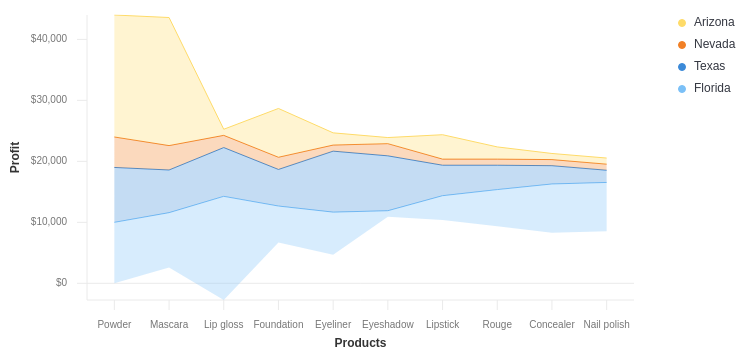 Arizona
Nevada
Texas
Florida
$40,000
$30,000
$20,000
$10,000
$0
Profit
Powder Mascara Lip gloss Foundation Eyeliner Eyeshadow Lipstick Rouge Concealer Nail polish
Products